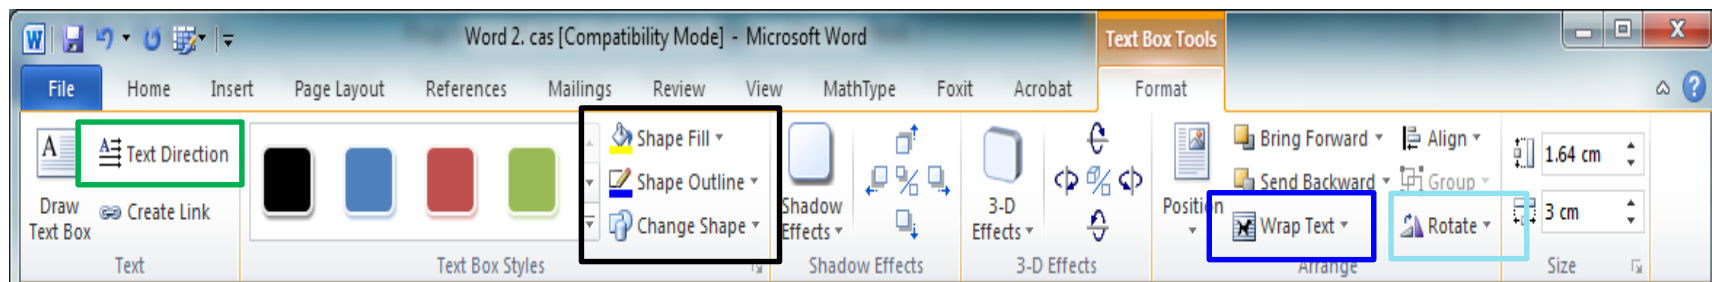 Word 2. cas [Compatibility Mode] - Microsoft Word
Text Box Tools
File Home Insert Page Layout References Mailings Review View MathType Foxit Acrobat Format
A
Draw
Text Box
Text Direction
Create Link
Text
Shape Fill
Shape Outline
Change Shape
Text Box Styles
Shadow
Effects
Shadow Effects
3-D
Effects
3-D Effects
Position
Bring Forward
Send Backward
Wrap Text
Align
Group
Rotate
Arrange
1.64 cm
3 cm
Size